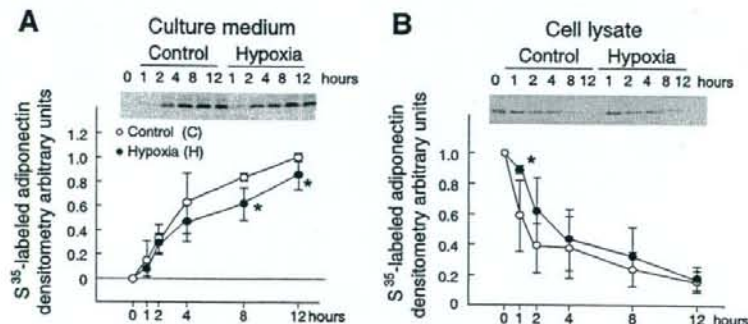 A
Culture medium
Control Hypoxia
0 1 2 4 8 12 1 2 4 8 12 hours
S35-labeled adiponectin
densitometry arbitrary units
Control (C)
Hypoxia (H)
1.0
0.8
0.6
0.4
0.2
0
*
*
0 1 2 4 8 12 hours
B
Cell lysate
Control Hypoxia
0 1 2 4 8 12 1 2 4 8 12 hours
S35-labeled adiponectin
densitometry arbitrary units
1.0
0.8
0.6
0.4
0.2
0
*
0 1 2 4 8 12 hours